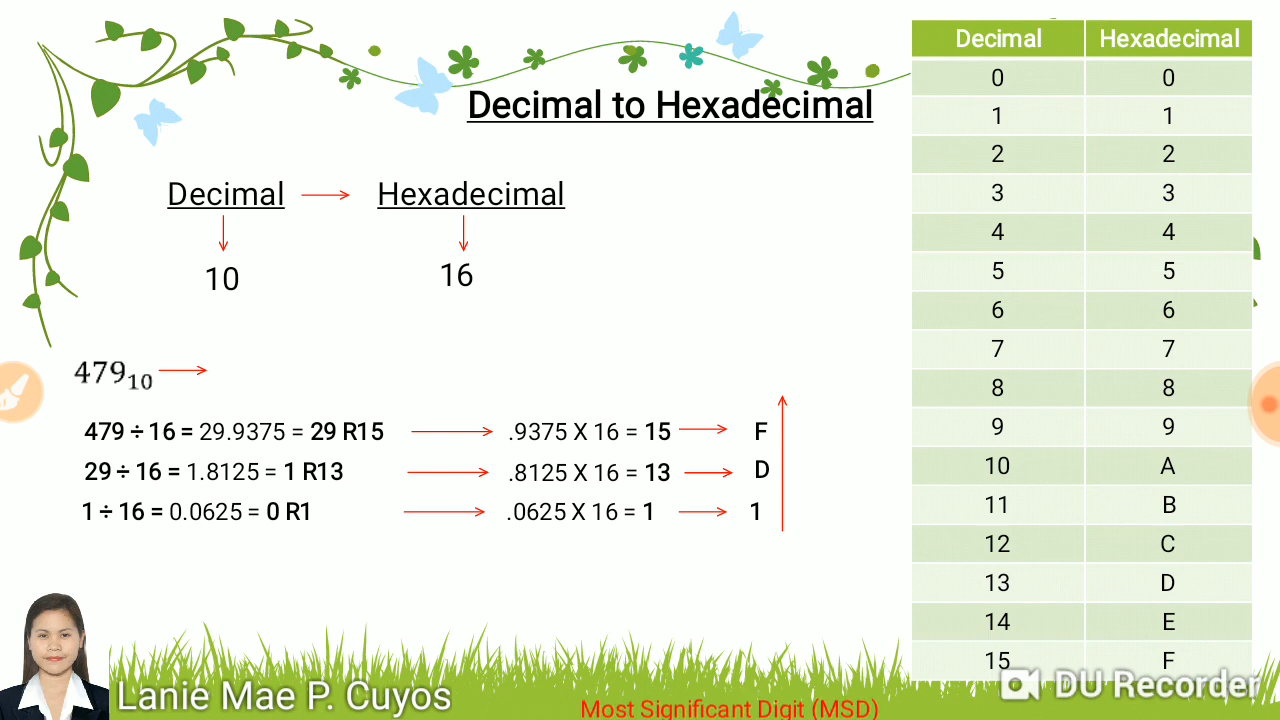 Decimal to Hexadecimal
Decimal Hexadecimal
10 16
479₁₀
479 ÷ 16 = 29.9375 = 29 R15 .9375 X 16 = 15 F
29 ÷ 16 = 1.8125 = 1 R13 .8125 X 16 = 13 D
1 ÷ 16 = 0.0625 = 0 R1 .0625 X 16 = 1 1
Decimal Hexadecimal
0 0
1 1
2 2
3 3
4 4
5 5
6 6
7 7
8 8
9 9
10 A
11 B
12 C
13 D
14 E
15 F
DU Recorder
Lanie Mae P. Cuyos
Most Significant Digit (MSD)